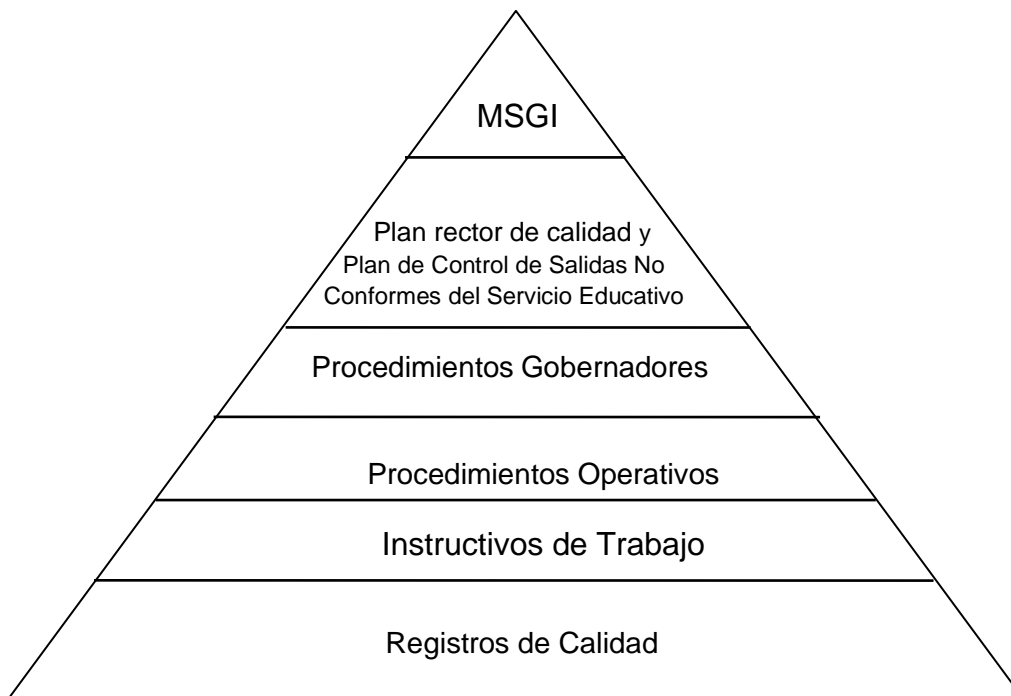 MSGI
Plan rector de calidad y
Plan de Control de Salidas No
Conformes del Servicio Educativo
Procedimientos Gobernadores
Procedimientos Operativos
Instructivos de Trabajo
Registros de Calidad